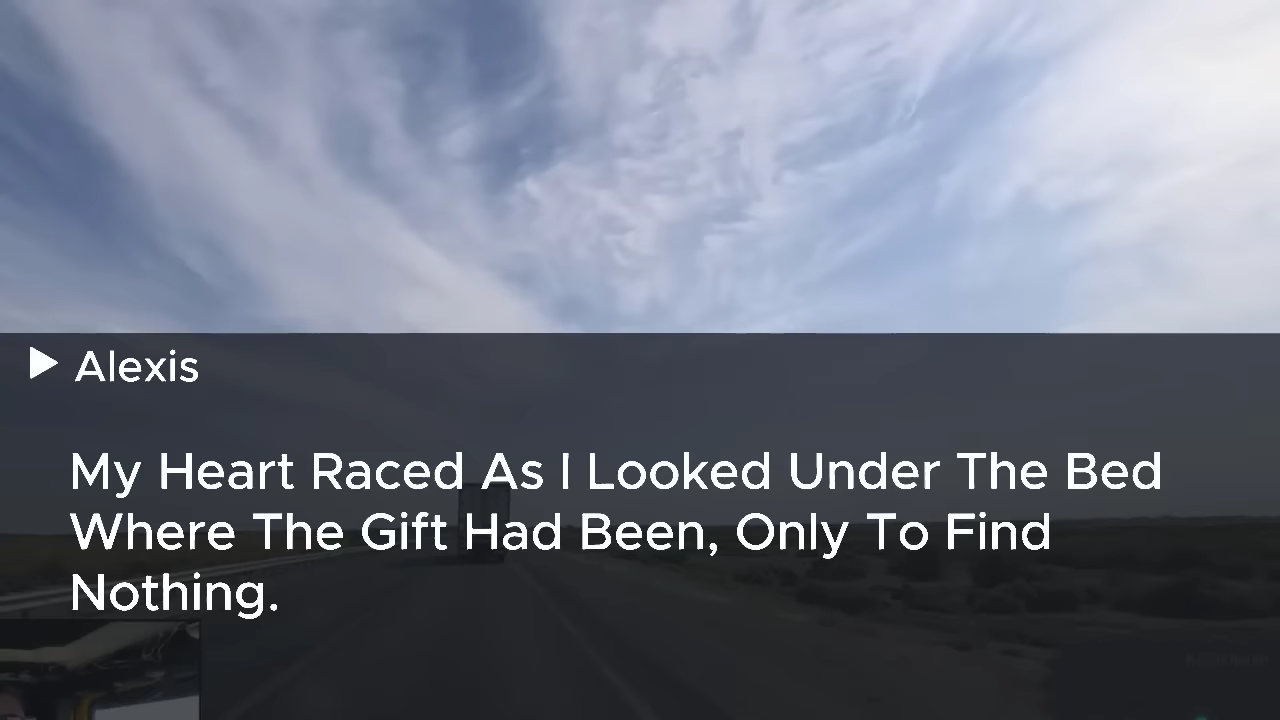 Alexis
My Heart Raced As I Looked Under The Bed
Where The Gift Had Been, Only To Find
Nothing.